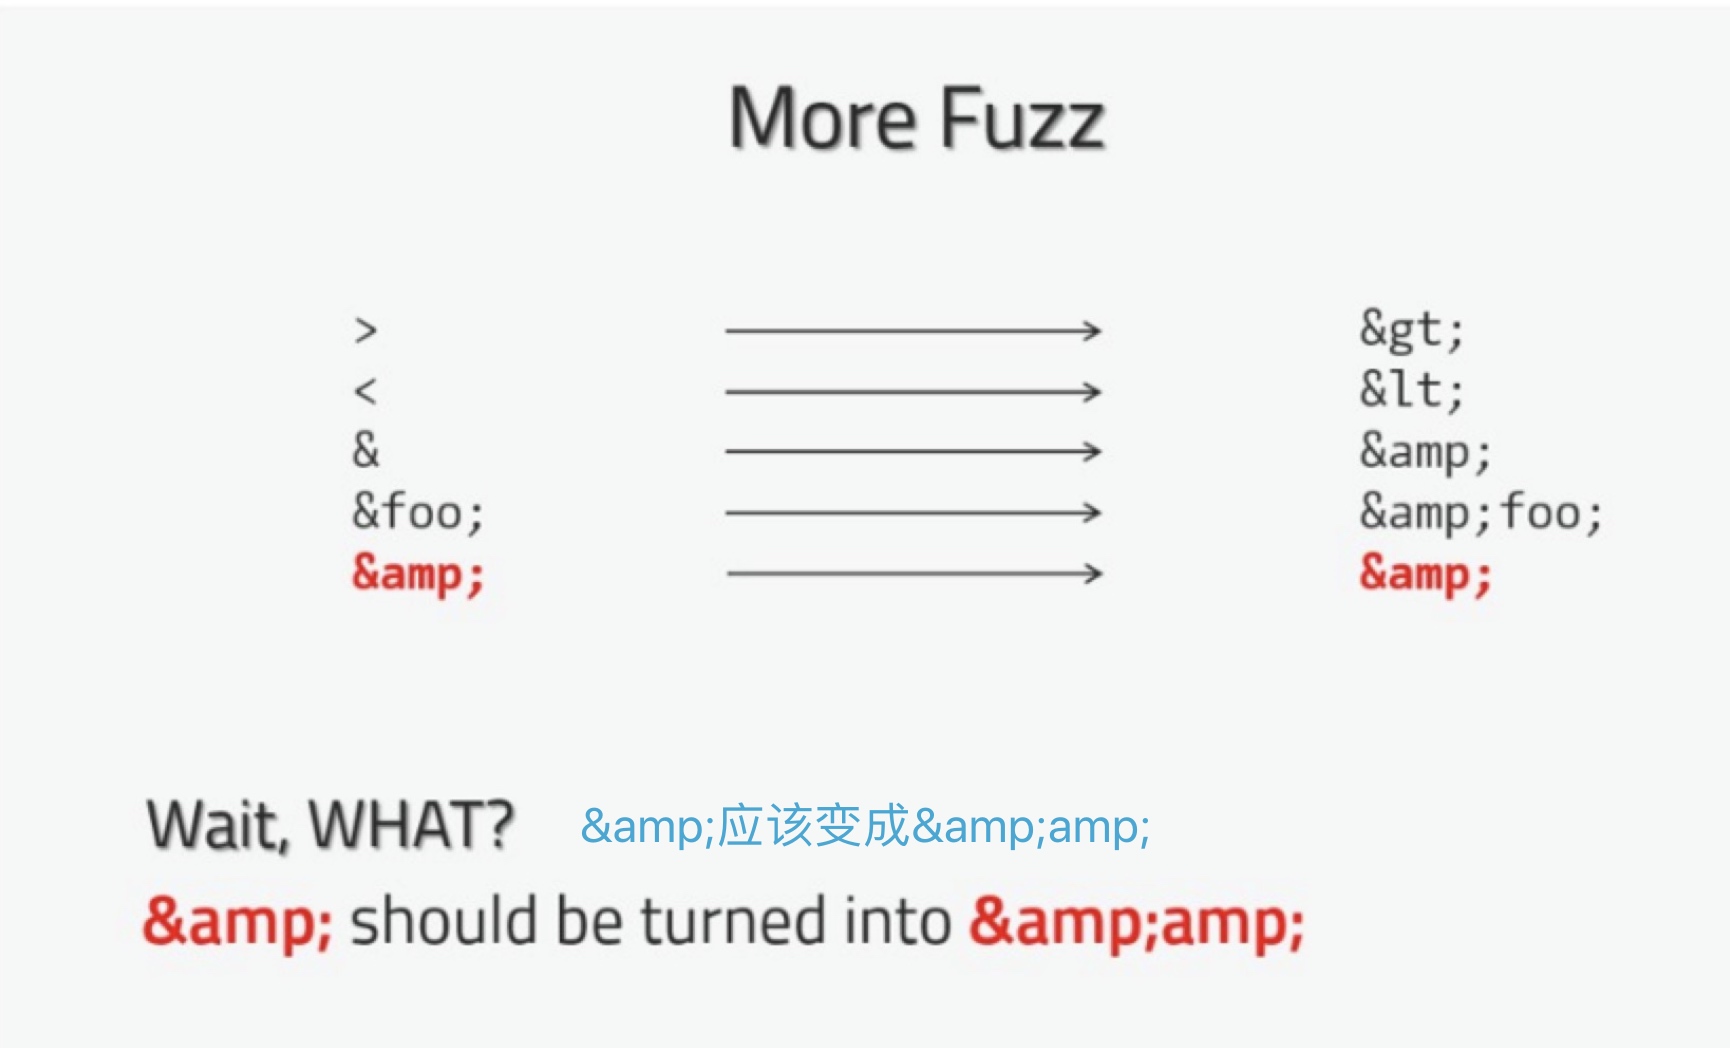 More Fuzz
> &gt;
< &lt;
& &amp;
&foo; &amp;foo;
&amp; &amp;
Wait, WHAT? &amp;应该变成&amp;amp;
&amp; should be turned into &amp;amp;